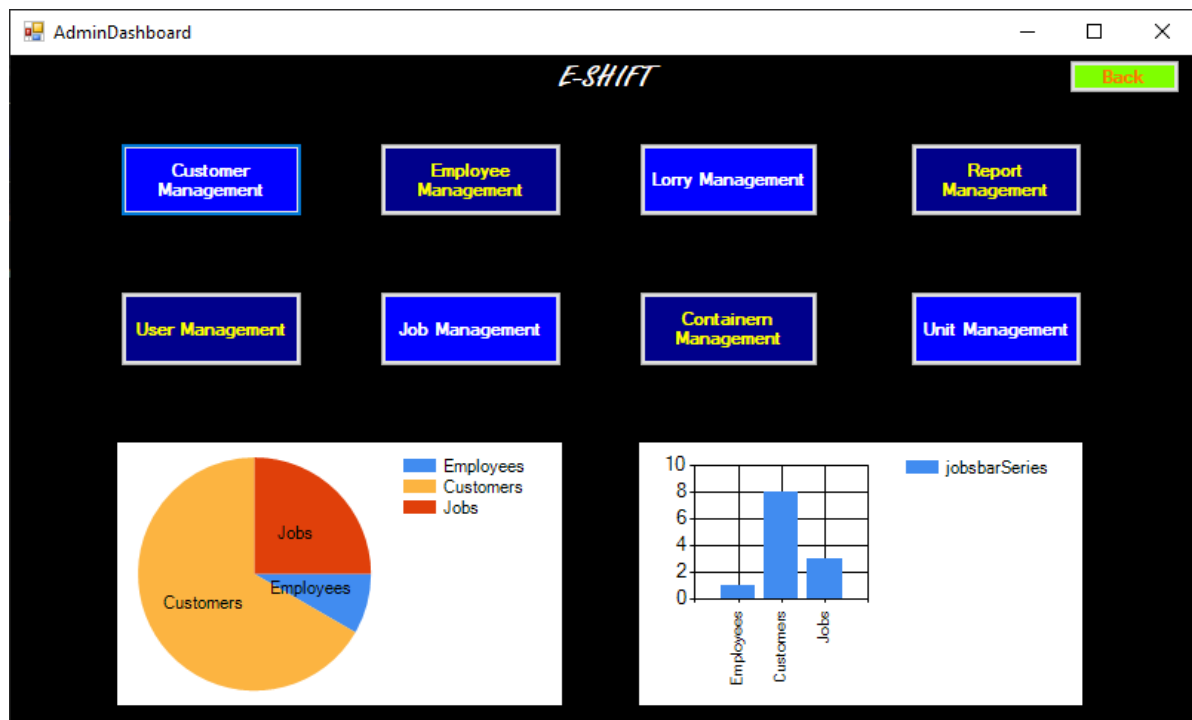 AdminDashboard
E-SHIFT
Back
Customer
Management
Employee
Management
Lorry Management
Report
Management
User Management
Job Management
Containern
Management
Unit Management
Employees
Customers
Jobs
Jobs
Employees
Customers
10
8
6
4
2
0
Employees
Customers
Jobs
jobsbarSeries